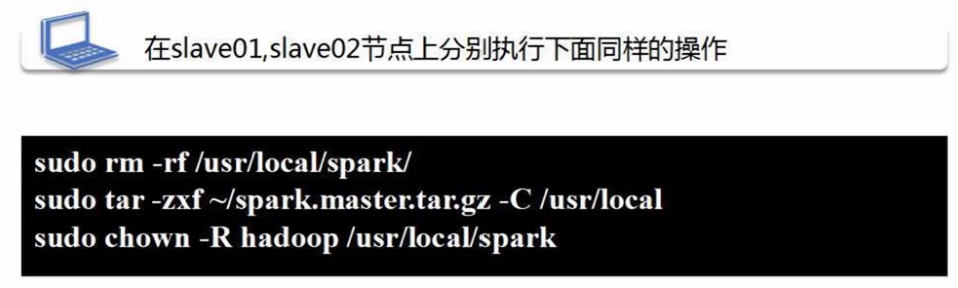 在slave01,slave02节点上分别执行下面同样的操作
sudo rm -rf /usr/local/spark/
sudo tar -zxf ~/spark.master.tar.gz -C /usr/local
sudo chown -R hadoop /usr/local/spark